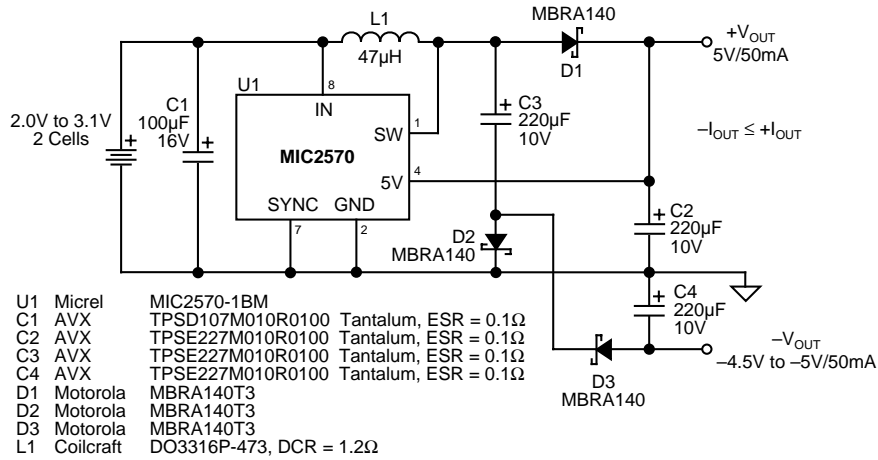 MBRA140
L1
+VOUT
47µH
D1
5V/50mA
U1
8
IN
C1
100µF
16V
2.0V to 3.1V
2 Cells
C3
220µF
10V
–IOUT ≤ +IOUT
1
SW
MIC2570
4
5V
SYNC GND
7
2
D2
MBRA140
C2
220µF
10V
C4
220µF
10V
–VOUT
–4.5V to –5V/50mA
D3
MBRA140
U1 Micrel MIC2570-1BM
C1 AVX TPSD107M010R0100 Tantalum, ESR = 0.1Ω
C2 AVX TPSE227M010R0100 Tantalum, ESR = 0.1Ω
C3 AVX TPSE227M010R0100 Tantalum, ESR = 0.1Ω
C4 AVX TPSE227M010R0100 Tantalum, ESR = 0.1Ω
D1 Motorola MBRA140T3
D2 Motorola MBRA140T3
D3 Motorola MBRA140T3
L1 Coilcraft DO3316P-473, DCR = 1.2Ω